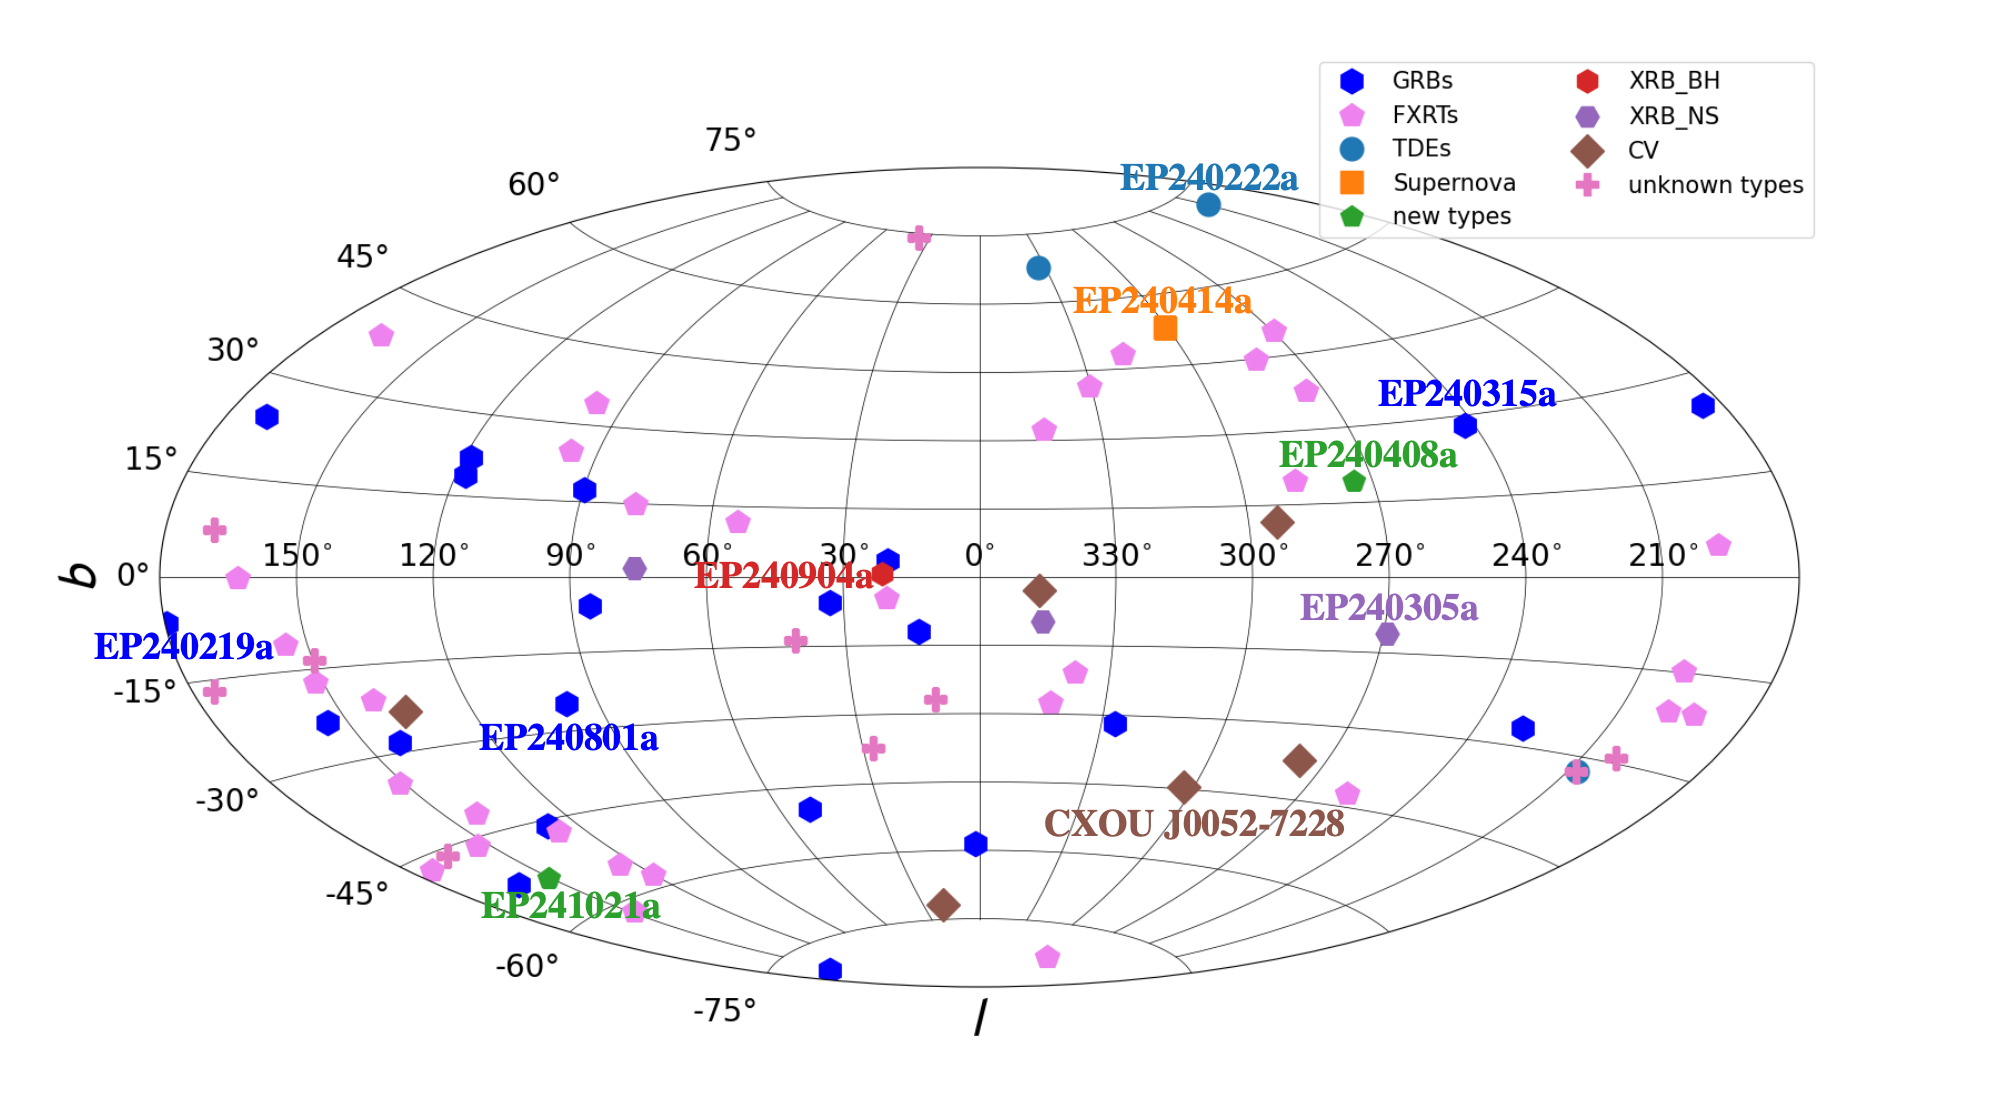 GRBs
FXRTs
TDEs
Supernova
new types
XRB_BH
XRB_NS
CV
unknown types
75°
60°
45°
30°
15°
0°
-15°
-30°
-45°
-60°
-75°
b
150° 120° 90° 60° 30° 0° 330° 300° 270° 240° 210°
l
EP240222a
EP240414a
EP240315a
EP240408a
EP240904a
EP240305a
EP240219a
EP240801a
CXOU J0052-7228
EP241021a